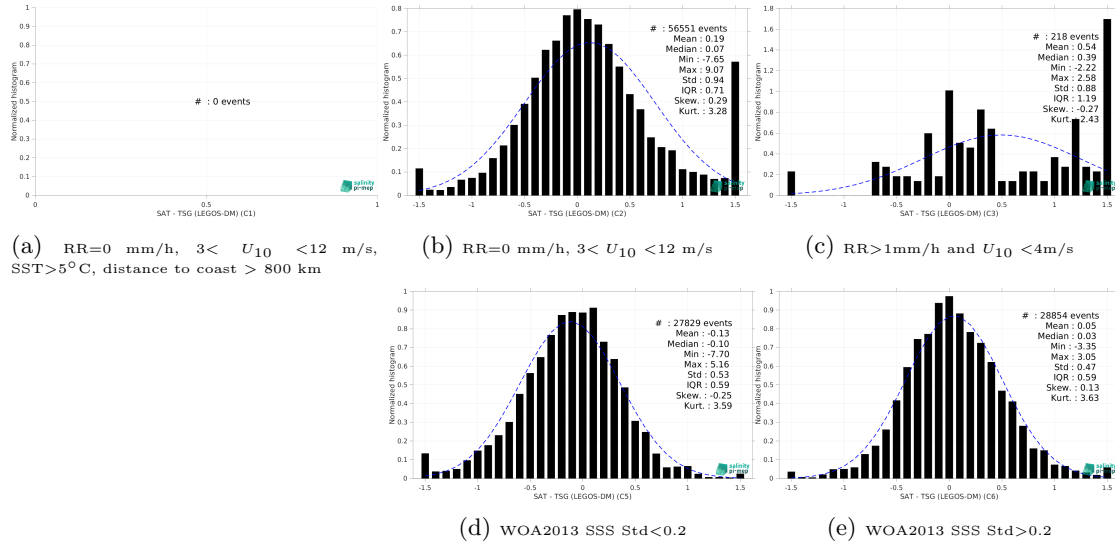 1
0.9
0.8
0.7
0.6
0.5
0.4
0.3
0.2
0.1
0
Normalized histogram
# : 0 events
salinity
pi-mep
0 0.5 1
SAT - TSG (LEGOS-DM) (C1)
(a) RR=0 mm/h, 3< U10 <12 m/s,
SST>5°C, distance to coast > 800 km
0.8
0.7
0.6
0.5
0.4
0.3
0.2
0.1
0
Normalized histogram
# : 56551 events
Mean : 0.19
Median : 0.07
Min : -7.65
Max : 9.07
Std : 0.94
IQR : 0.71
Skew. : 0.29
Kurt. : 3.28
salinity
pi-mep
-1.5 -1 -0.5 0 0.5 1 1.5
SAT - TSG (LEGOS-DM) (C2)
(b) RR=0 mm/h, 3< U10 <12 m/s
1.8
1.6
1.4
1.2
1
0.8
0.6
0.4
0.2
0
Normalized histogram
# : 218 events
Mean : 0.54
Median : 0.39
Min : -2.22
Max : 2.58
Std : 0.88
IQR : 1.19
Skew. : -0.27
Kurt. : 2.43
salinity
pi-mep
-1.5 -1 -0.5 0 0.5 1 1.5
SAT - TSG (LEGOS-DM) (C3)
(c) RR>1mm/h and U10 <4m/s
1
0.9
0.8
0.7
0.6
0.5
0.4
0.3
0.2
0.1
0
Normalized histogram
# : 27829 events
Mean : -0.13
Median : -0.10
Min : -7.70
Max : 5.16
Std : 0.53
IQR : 0.59
Skew. : -0.25
Kurt. : 3.59
salinity
pi-mep
-1.5 -1 -0.5 0 0.5 1 1.5
SAT - TSG (LEGOS-DM) (C5)
(d) WOA2013 SSS Std<0.2
1
0.9
0.8
0.7
0.6
0.5
0.4
0.3
0.2
0.1
0
Normalized histogram
# : 28854 events
Mean : 0.05
Median : 0.03
Min : -3.35
Max : 3.05
Std : 0.47
IQR : 0.59
Skew. : 0.13
Kurt. : 3.63
salinity
pi-mep
-1.5 -1 -0.5 0 0.5 1 1.5
SAT - TSG (LEGOS-DM) (C6)
(e) WOA2013 SSS Std>0.2